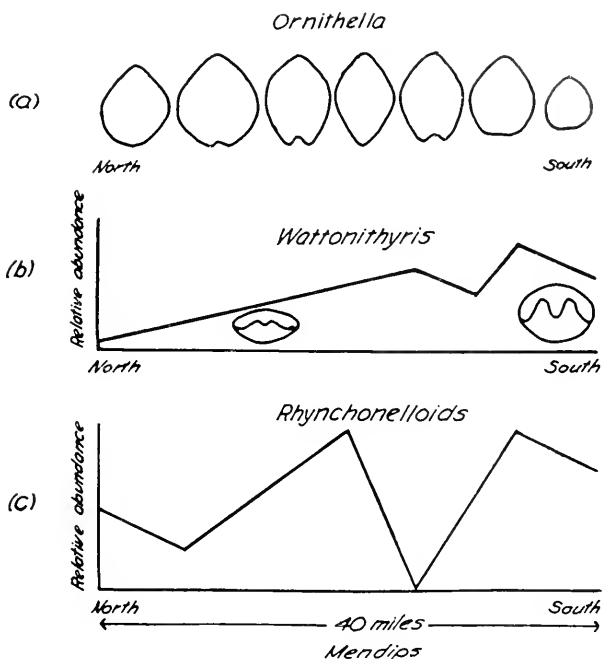 Ornithella
(a)
North South
Wattonithyris
(b)
Relative abundance
North South
Rhynchonelloids
(c)
Relative abundance
North South
40 miles
Mendips